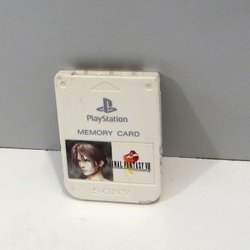 PlayStation
MEMORY CARD
FINAL FANTASY VIII
SONY